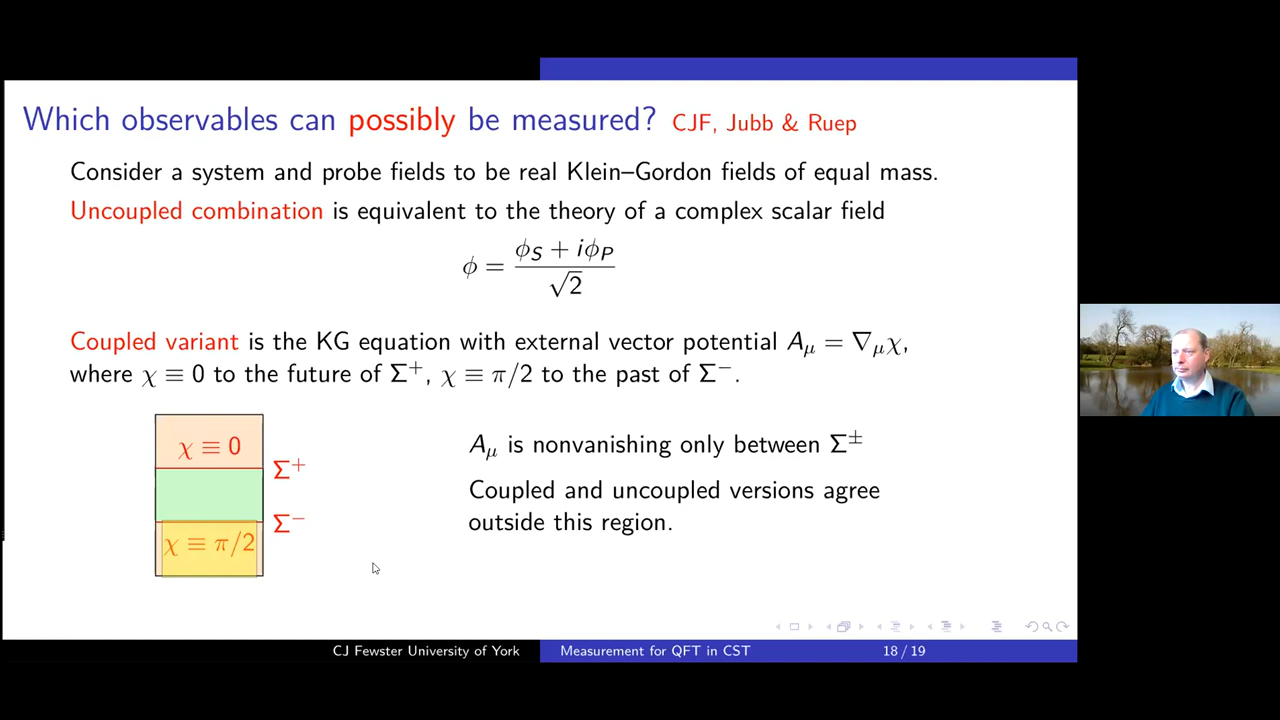 Which observables can possibly be measured? CJF, Jubb & Ruep
Consider a system and probe fields to be real Klein–Gordon fields of equal mass.
Uncoupled combination is equivalent to the theory of a complex scalar field
ϕ = (ϕ_S + iϕ_P) / √2
Coupled variant is the KG equation with external vector potential A_μ = ∇_μχ,
where χ ≡ 0 to the future of Σ⁺, χ ≡ π/2 to the past of Σ⁻.
χ ≡ 0
Σ⁺
Σ⁻
χ ≡ π/2
A_μ is nonvanishing only between Σ^±
Coupled and uncoupled versions agree
outside this region.
CJ Fewster University of York
Measurement for QFT in CST
18 / 19